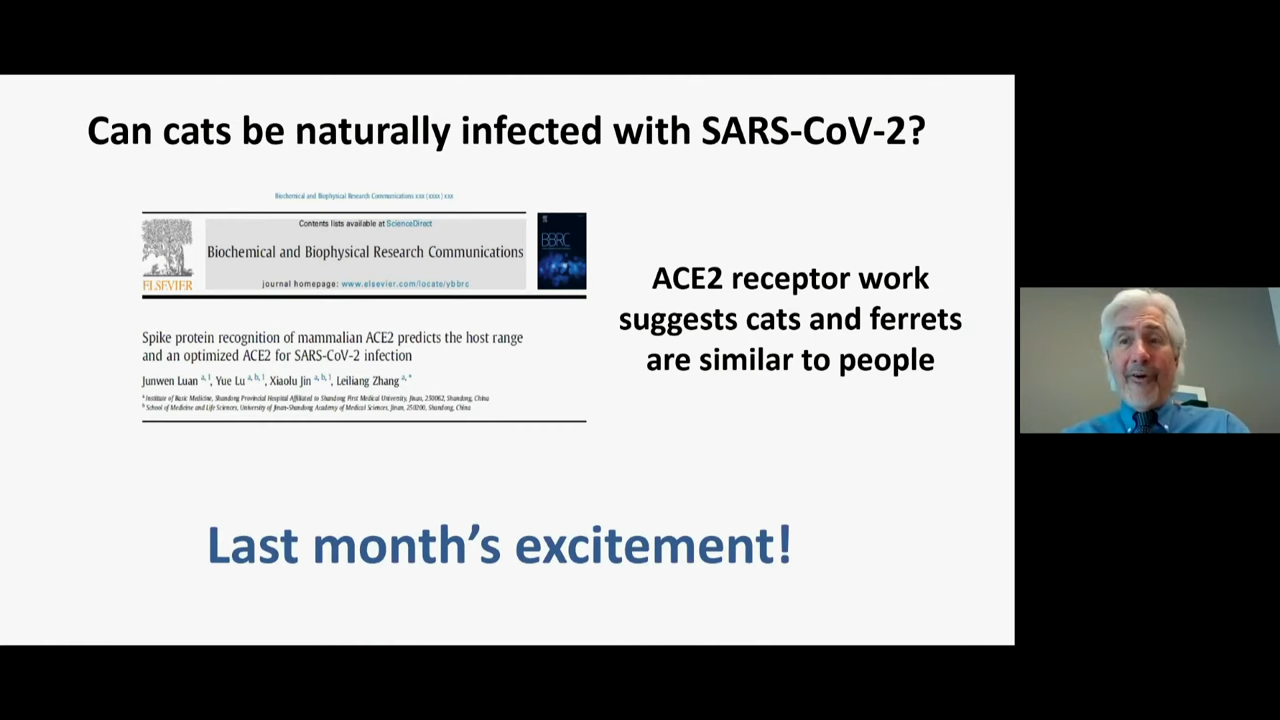 Can cats be naturally infected with SARS-CoV-2?
Biochemical and Biophysical Research Communications xxx (xxxx) xxx
Contents lists available at ScienceDirect
Biochemical and Biophysical Research Communications
journal homepage: www.elsevier.com/locate/ybbrc
ELSEVIER
BBRC
Spike protein recognition of mammalian ACE2 predicts the host range
and an optimized ACE2 for SARS-CoV-2 infection
Junwen Luan a, 1, Yue Lu a, b, 1, Xiaolu Jin a, b, 1, Leiliang Zhang a, *
a Institute of Basic Medicine, Shandong Provincial Hospital Affiliated to Shandong First Medical University, Jinan, 250062, Shandong, China
b School of Medicine and Life Sciences, University of Jinan-Shandong Academy of Medical Sciences, Jinan, 250200, Shandong, China
ACE2 receptor work
suggests cats and ferrets
are similar to people
Last month's excitement!